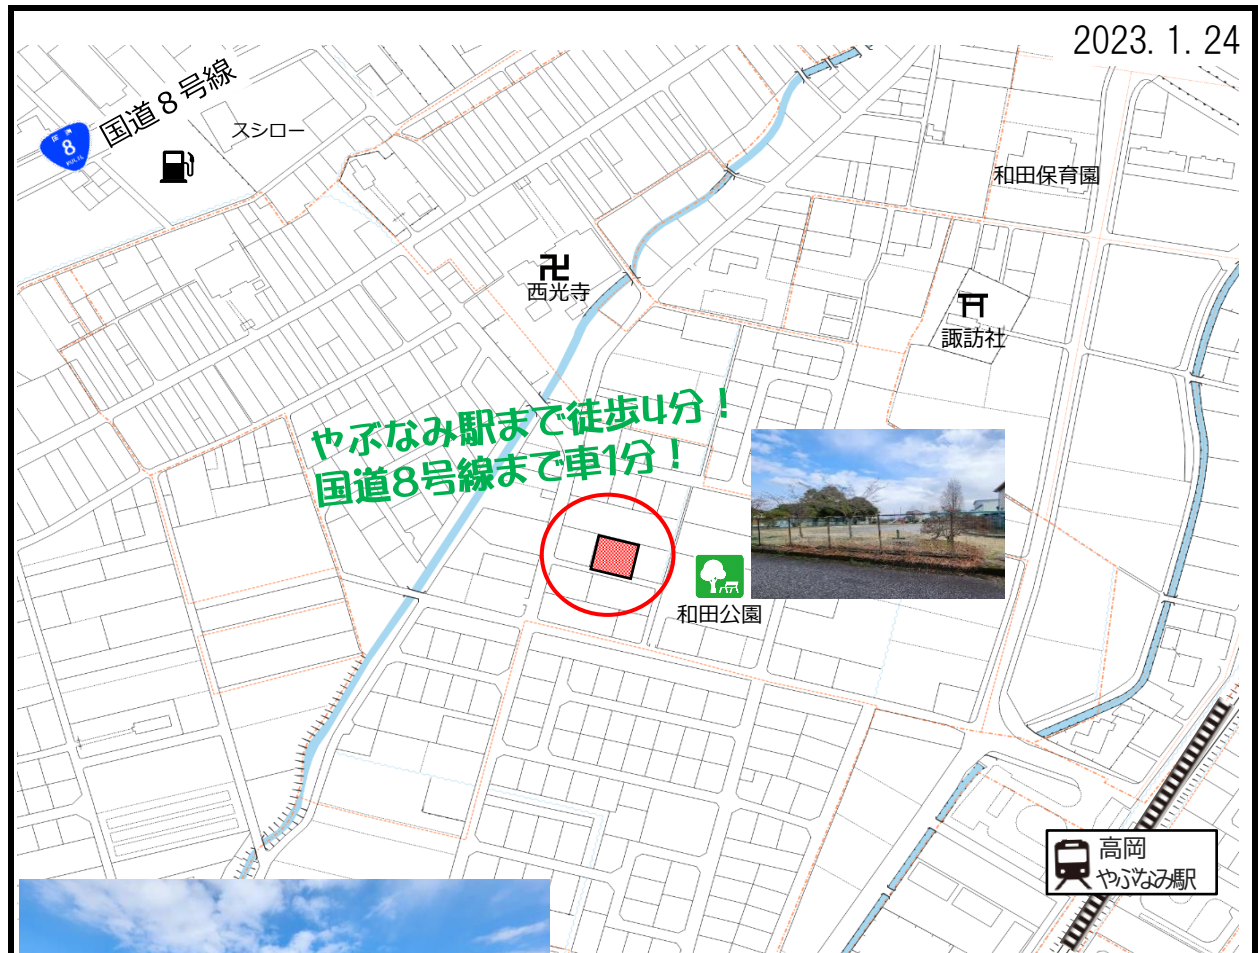 2023. 1. 24
国道８号線
8
スシロー
和田保育園
西光寺
諏訪社
やぶなみ駅まで徒歩4分！
国道8号線まで車1分！
和田公園
高岡
やぶなみ駅